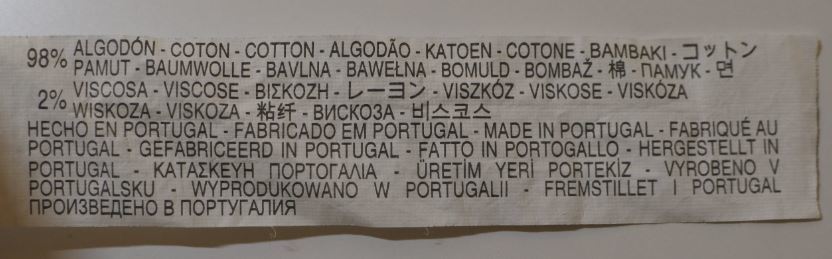 98% ALGODÓN - COTON - COTTON - ALGODÃO - KATOEN - COTONE - BAMBAKI - コットン
PAMUT - BAUMWOLLE - BAVLNA - BAWEŁNA - BOMULD - BOMBAŽ - 棉 - ПАМУК - 면
2% VISCOSA - VISCOSE - ΒΙΣΚΟΖΗ - レーヨン - VISZKÓZ - VISKOSE - VISKÓZA
WISKOZA - VISKOZA - 粘纤 - ВИСКОЗА - 비스코스
HECHO EN PORTUGAL - FABRICADO EM PORTUGAL - MADE IN PORTUGAL - FABRIQUÉ AU
PORTUGAL - GEFABRICEERD IN PORTUGAL - FATTO IN PORTOGALLO - HERGESTELLT IN
PORTUGAL - ΚΑΤΑΣΚΕΥΗ ΠΟΡΤΟΓΑΛΙΑ - ÜRETİM YERİ PORTEKİZ - VYROBENO V
PORTUGALSKU - WYPRODUKOWANO W PORTUGALII - FREMSTILLET I PORTUGAL
ПРОИЗВЕДЕНО В ПОРТУГАЛИЯ